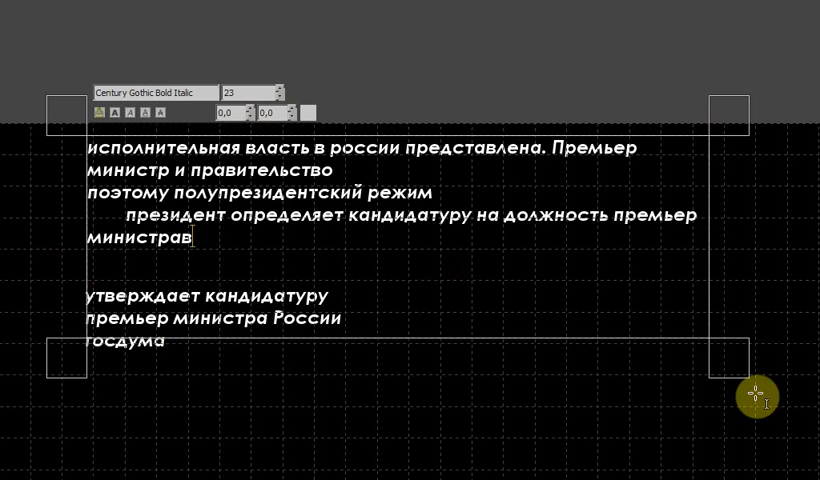 Century Gothic Bold Italic 23
A A A A A 0,0 0,0
исполнительная власть в россии представлена. Премьер
министр и правительство
поэтому полупрезидентский режим
президент определяет кандидатуру на должность премьер
министрав
утверждает кандидатуру
премьер министра России
госдума